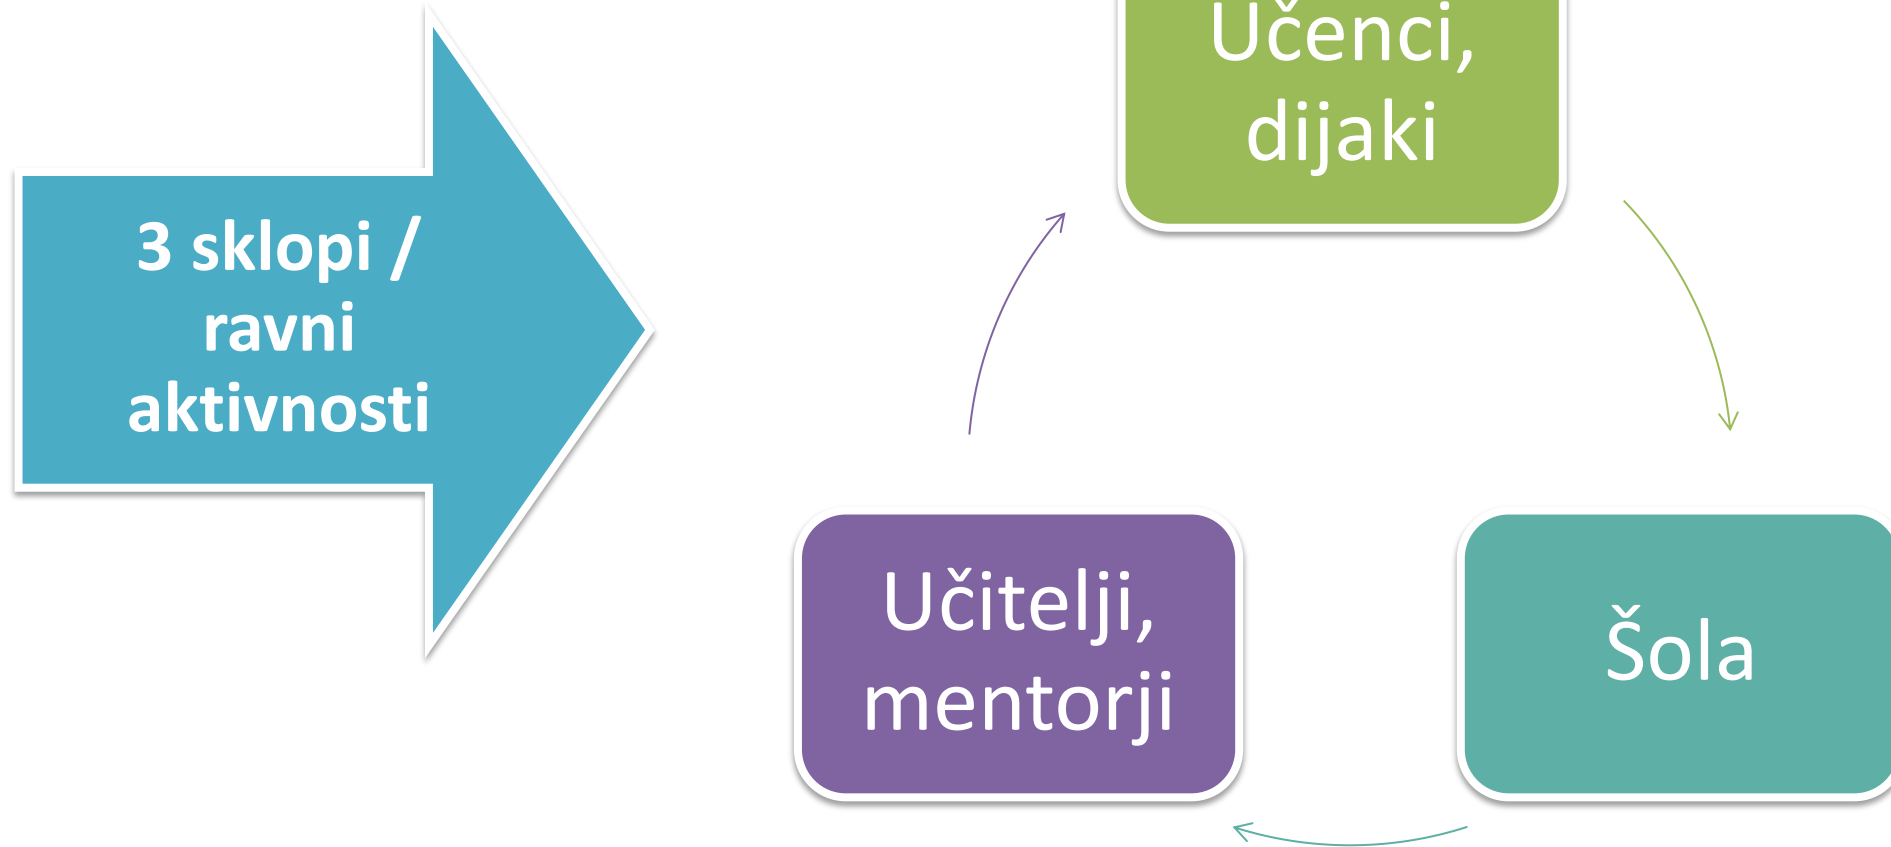 3 sklopi /
ravni
aktivnosti
Učenci,
dijaki
Učitelji,
mentorji
Šola